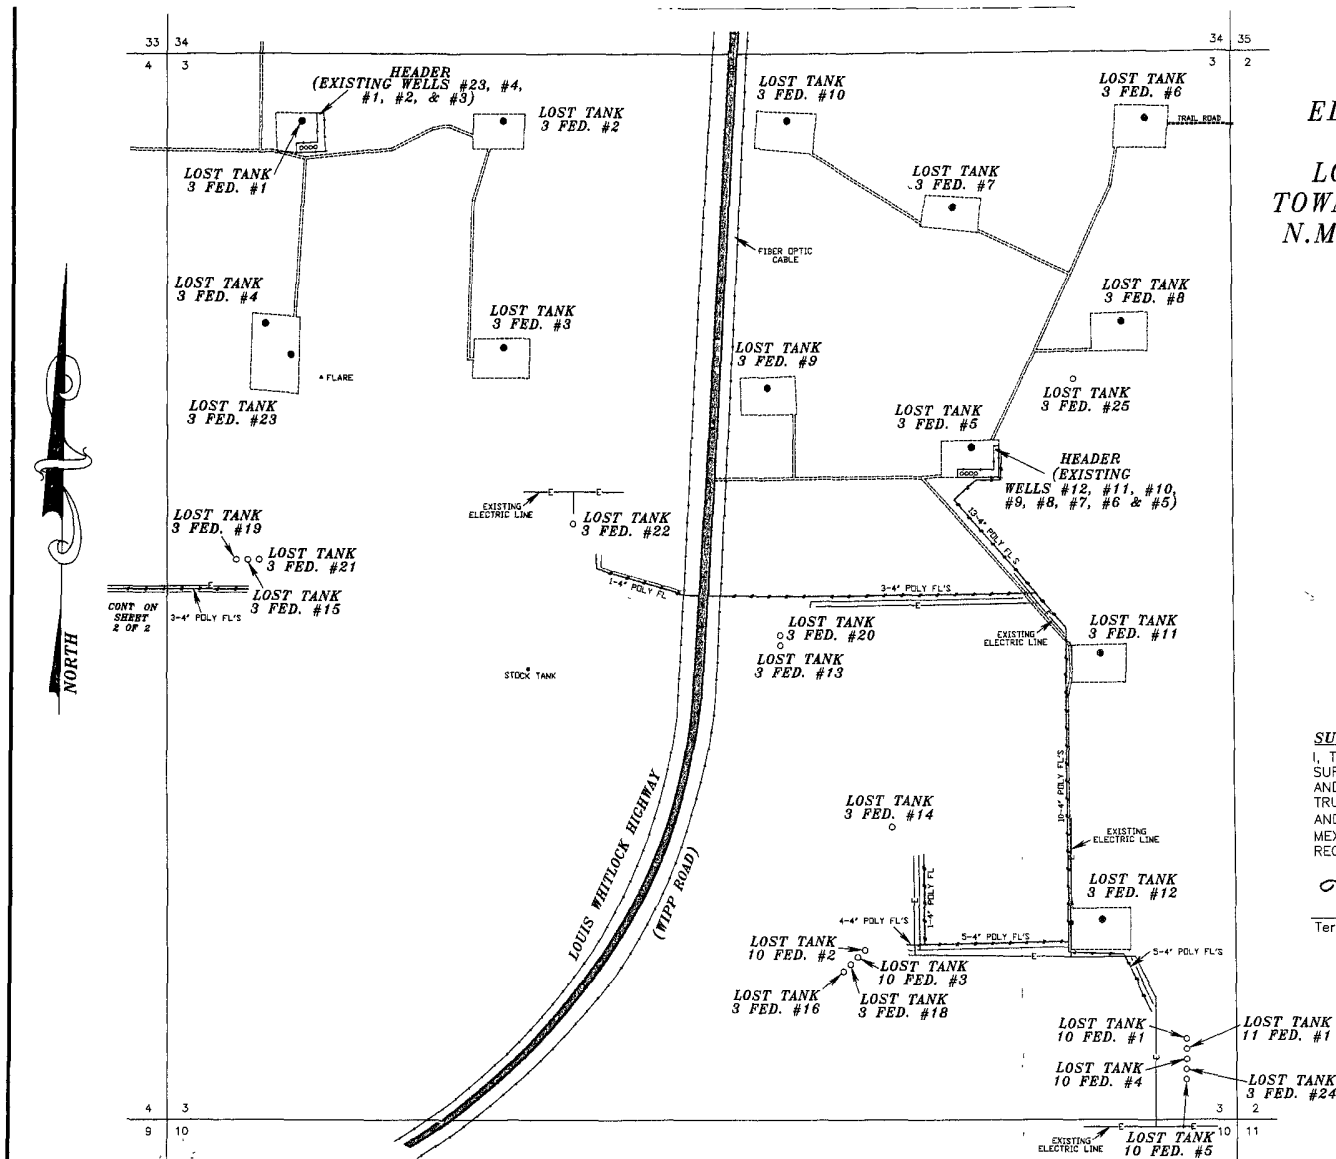 33 34
4 3
34 35
3 2
HEADER
(EXISTING WELLS #23, #4,
#1, #2, & #3)
LOST TANK
3 FED. #2
LOST TANK
3 FED. #10
LOST TANK
3 FED. #6
TRAIL ROAD
LOST TANK
3 FED. #1
LOST TANK
3 FED. #7
FIBER OPTIC
CABLE
LOST TANK
3 FED. #4
LOST TANK
3 FED. #3
LOST TANK
3 FED. #8
LOST TANK
3 FED. #9
FLARE
LOST TANK
3 FED. #23
LOST TANK
3 FED. #25
LOST TANK
3 FED. #5
HEADER
(EXISTING
WELLS #12, #11, #10,
#9, #8, #7, #6 & #5)
E E
EXISTING
ELECTRIC LINE
LOST TANK
3 FED. #22
LOST TANK
3 FED. #19
LOST TANK
3 FED. #21
LOST TANK
3 FED. #15
E
CONT ON
SHEET
2 OF 2
3-4" POLY FL'S
NORTH
1-4" POLY FL
3-4" POLY FL'S
E
13-4" POLY FL'S
EXISTING
ELECTRIC LINE
LOST TANK
3 FED. #20
LOST TANK
3 FED. #13
LOST TANK
3 FED. #11
STOCK TANK
10-4" POLY FL'S
LOUIS WHITLOCK HIGHWAY
(WIPP ROAD)
LOST TANK
3 FED. #14
EXISTING
ELECTRIC LINE
LOST TANK
3 FED. #12
E
1-4" POLY FL
4-4" POLY FL'S
5-4" POLY FL'S
E
5-4" POLY FL'S
LOST TANK
10 FED. #2
LOST TANK
10 FED. #3
LOST TANK
3 FED. #16
LOST TANK
3 FED. #18
LOST TANK
10 FED. #1
LOST TANK
11 FED. #1
LOST TANK
10 FED. #4
LOST TANK
3 FED. #24
E E
EXISTING
ELECTRIC LINE
LOST TANK
10 FED. #5
4 3
9 10
3 2
10 11
EL
LO
TOWN
N.M
SU
I, T
SUR
AND
TRU
AND
MEX
REC
Ter